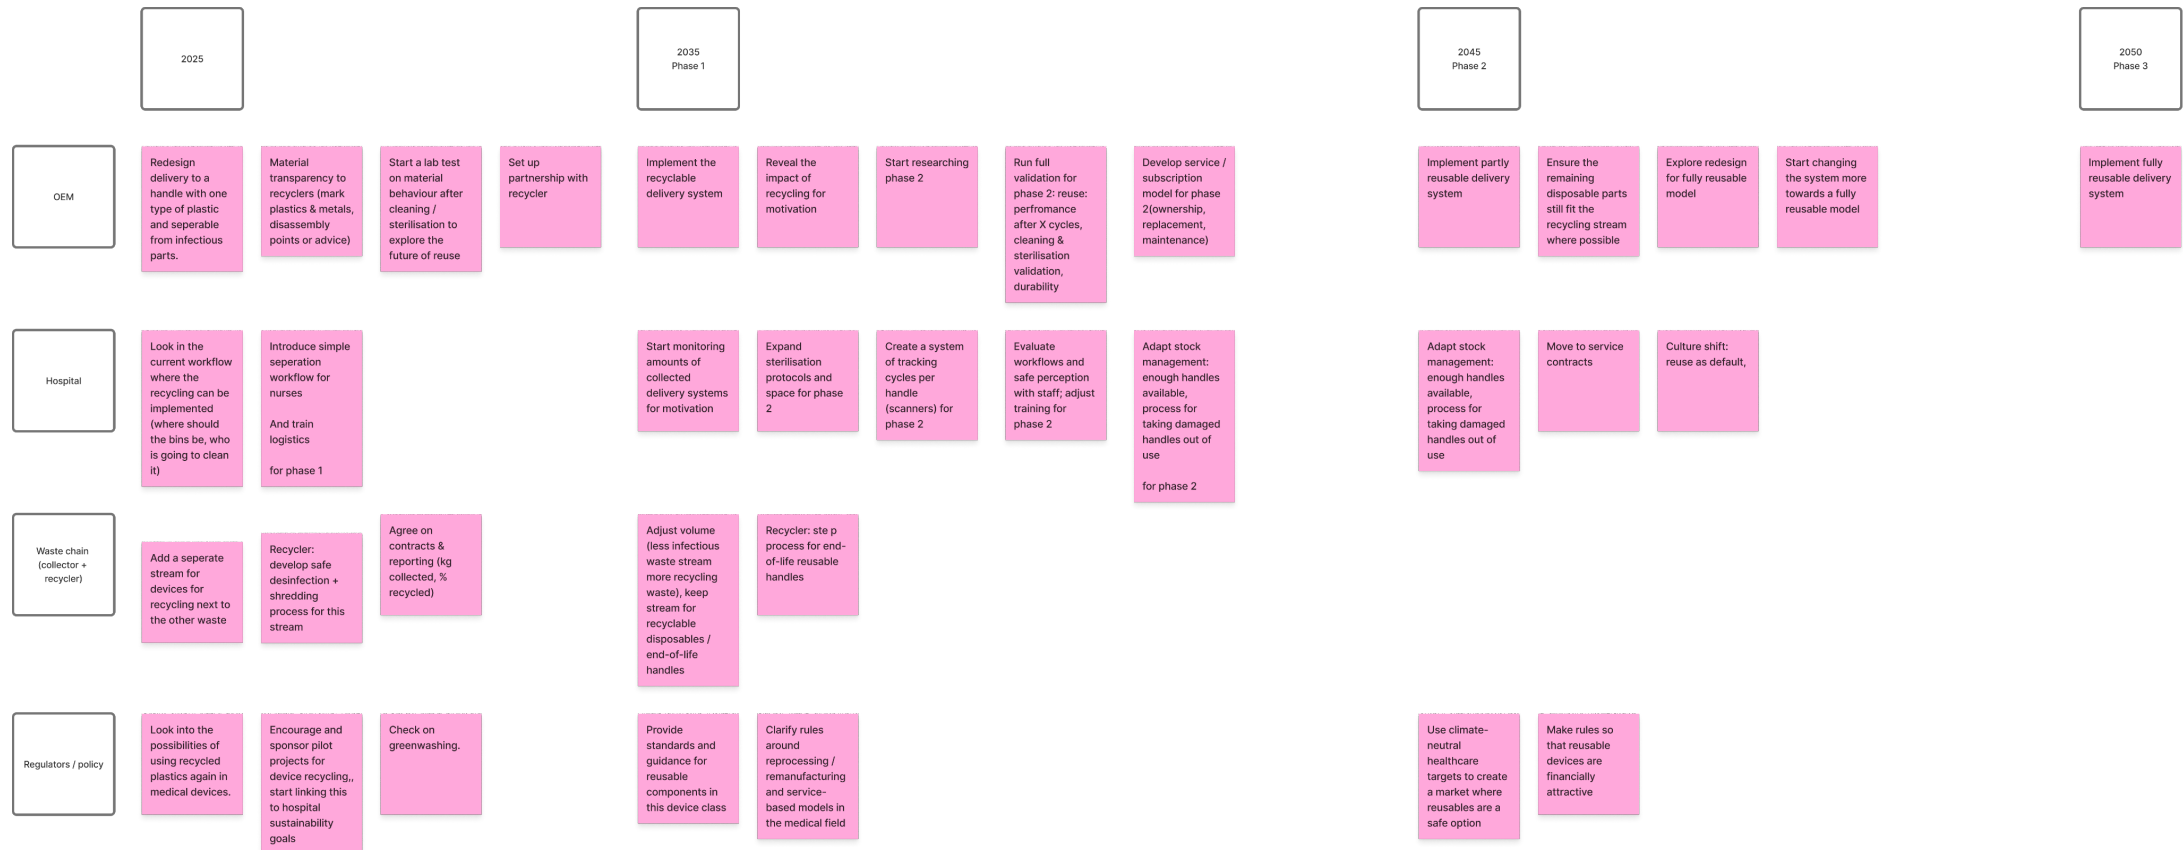 2025
2035
Phase 1
2045
Phase 2
2050
Phase 3
OEM
Redesign
delivery to a
handle with one
type of plastic
and seperable
from infectious
parts.
Material
transparency to
recyclers (mark
plastics & metals,
disassembly
points or advice)
Start a lab test
on material
behaviour after
cleaning /
sterilisation to
explore the
future of reuse
Set up
partnership with
recycler
Implement the
recyclable
delivery system
Reveal the
impact of
recycling for
motivation
Start researching
phase 2
Run full
validation for
phase 2: reuse:
perfromance
after X cycles,
cleaning &
sterilisation
validation,
durability
Develop service /
subscription
model for phase
2(ownership,
replacement,
maintenance)
Implement partly
reusable delivery
system
Ensure the
remaining
disposable parts
still fit the
recycling stream
where possible
Explore redesign
for fully reusable
model
Start changing
the system more
towards a fully
reusable model
Implement fully
reusable delivery
system
Hospital
Look in the
current workflow
where the
recycling can be
implemented
(where should
the bins be, who
is going to clean
it)
Introduce simple
seperation
workflow for
nurses
And train
logistics
for phase 1
Start monitoring
amounts of
collected
delivery systems
for motivation
Expand
sterilisation
protocols and
space for phase
2
Create a system
of tracking
cycles per
handle
(scanners) for
phase 2
Evaluate
workflows and
safe perception
with staff; adjust
training for
phase 2
Adapt stock
management:
enough handles
available,
process for
taking damaged
handles out of
use
for phase 2
Adapt stock
management:
enough handles
available,
process for
taking damaged
handles out of
use
Move to service
contracts
Culture shift:
reuse as default,
Waste chain
(collector +
recycler)
Add a seperate
stream for
devices for
recycling next to
the other waste
Recycler:
develop safe
desinfection +
shredding
process for this
stream
Agree on
contracts &
reporting (kg
collected, %
recycled)
Adjust volume
(less infectious
waste stream
more recycling
waste), keep
stream for
recyclable
disposables /
end-of-life
handles
Recycler: ste p
process for end-
of-life reusable
handles
Regulators / policy
Look into the
possibilities of
using recycled
plastics again in
medical devices.
Encourage and
sponsor pilot
projects for
device recycling,,
start linking this
to hospital
sustainability
goals
Check on
greenwashing.
Provide
standards and
guidance for
reusable
components in
this device class
Clarify rules
around
reprocessing /
remanufacturing
and service-
based models in
the medical field
Use climate-
neutral
healthcare
targets to create
a market where
reusables are a
safe option
Make rules so
that reusable
devices are
financially
attractive